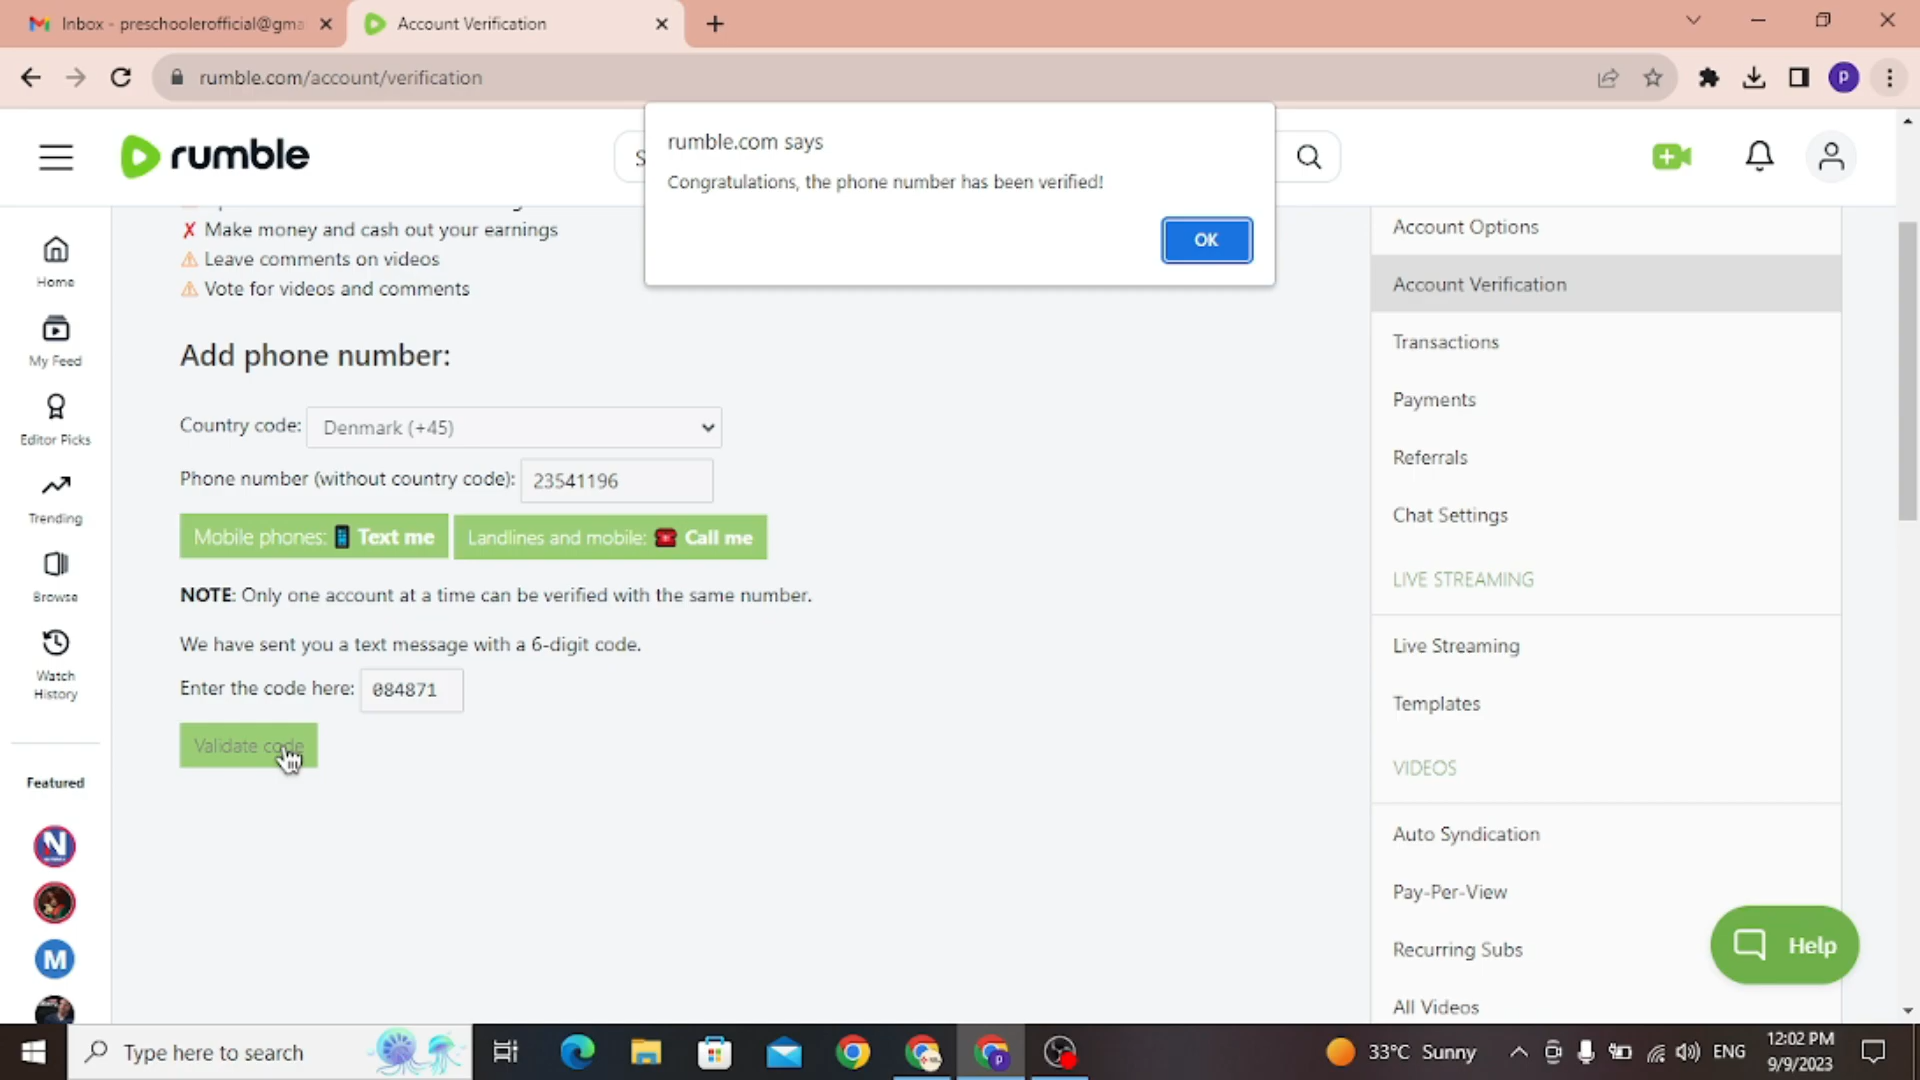 Inbox - preschoolerofficial@gma
Account Verification
rumble.com/account/verification
P
rumble.com says
Congratulations, the phone number has been verified!
OK
rumble
S
Make money and cash out your earnings
Leave comments on videos
Vote for videos and comments
Add phone number:
Country code: Denmark (+45)
Phone number (without country code): 23541196
Mobile phones: Text me
Landlines and mobile: Call me
NOTE: Only one account at a time can be verified with the same number.
We have sent you a text message with a 6-digit code.
Enter the code here: 084871
Validate code
Home
My Feed
Editor Picks
Trending
Browse
Watch
History
Featured
N
M
Account Options
Account Verification
Transactions
Payments
Referrals
Chat Settings
LIVE STREAMING
Live Streaming
Templates
VIDEOS
Auto Syndication
Pay-Per-View
Recurring Subs
All Videos
Help
Type here to search
33°C Sunny
ENG
12:02 PM
9/9/2023